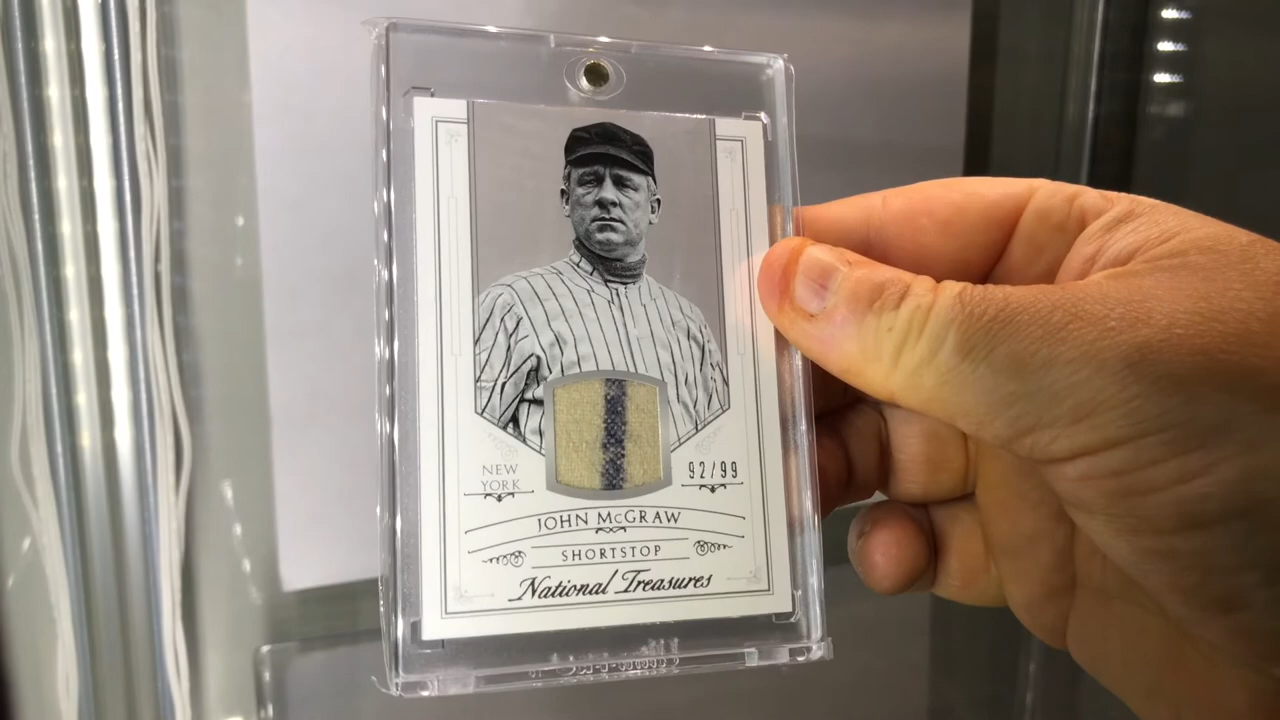 NEW
YORK
92/99
JOHN McGRAW
SHORTSTOP
National Treasures